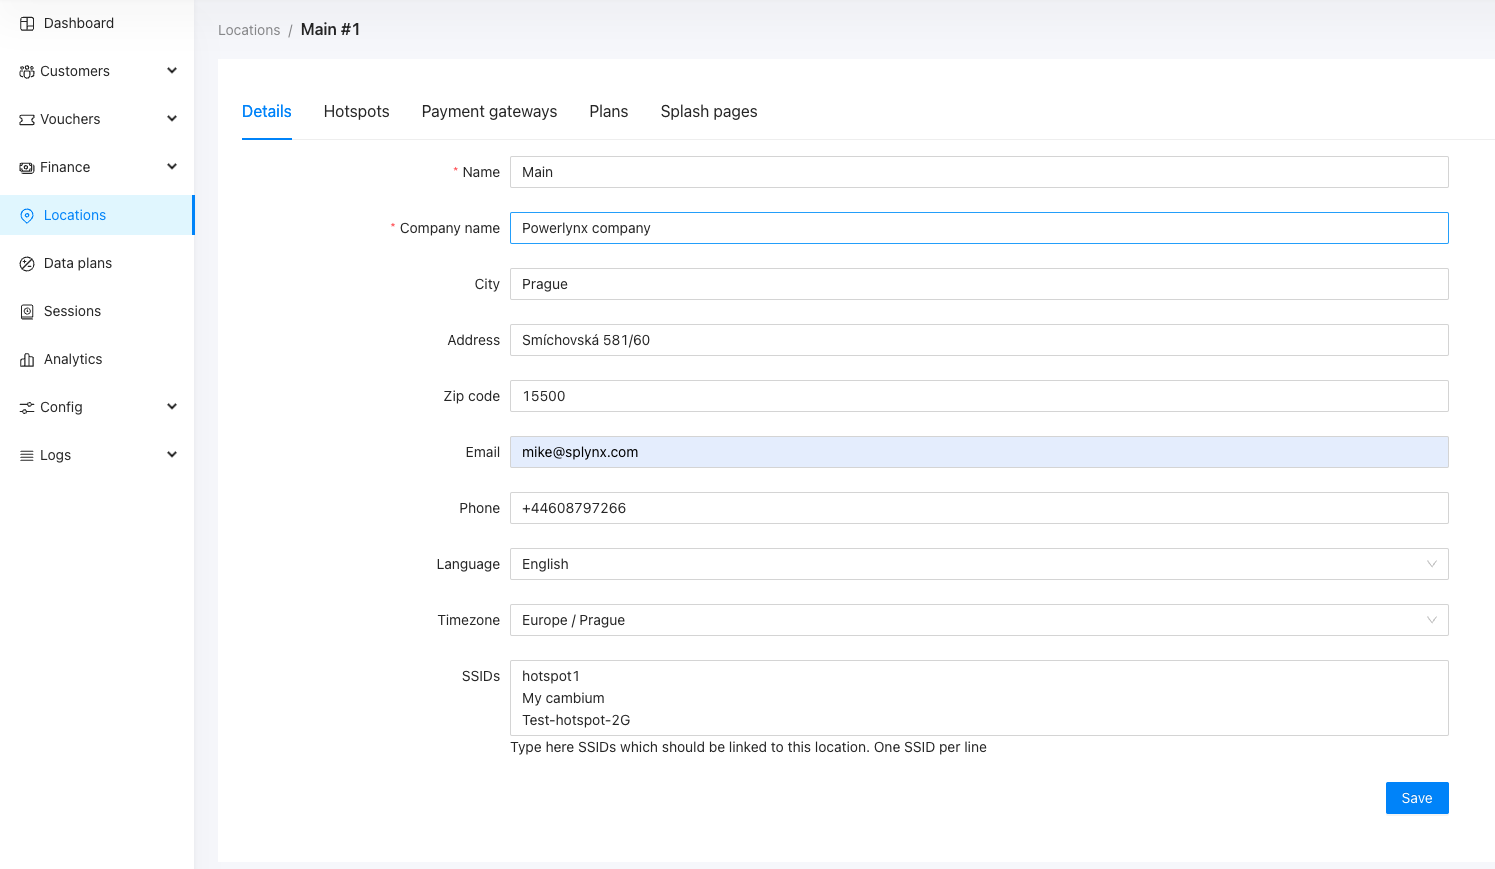 Dashboard
Customers
Vouchers
Finance
Locations
Data plans
Sessions
Analytics
Config
Logs
Locations / Main #1
Details Hotspots Payment gateways Plans Splash pages
* Name Main
* Company name Powerlynx company
City Prague
Address Smíchovská 581/60
Zip code 15500
Email mike@splynx.com
Phone +44608797266
Language English
Timezone Europe / Prague
SSIDs hotspot1
My cambium
Test-hotspot-2G
Type here SSIDs which should be linked to this location. One SSID per line
Save